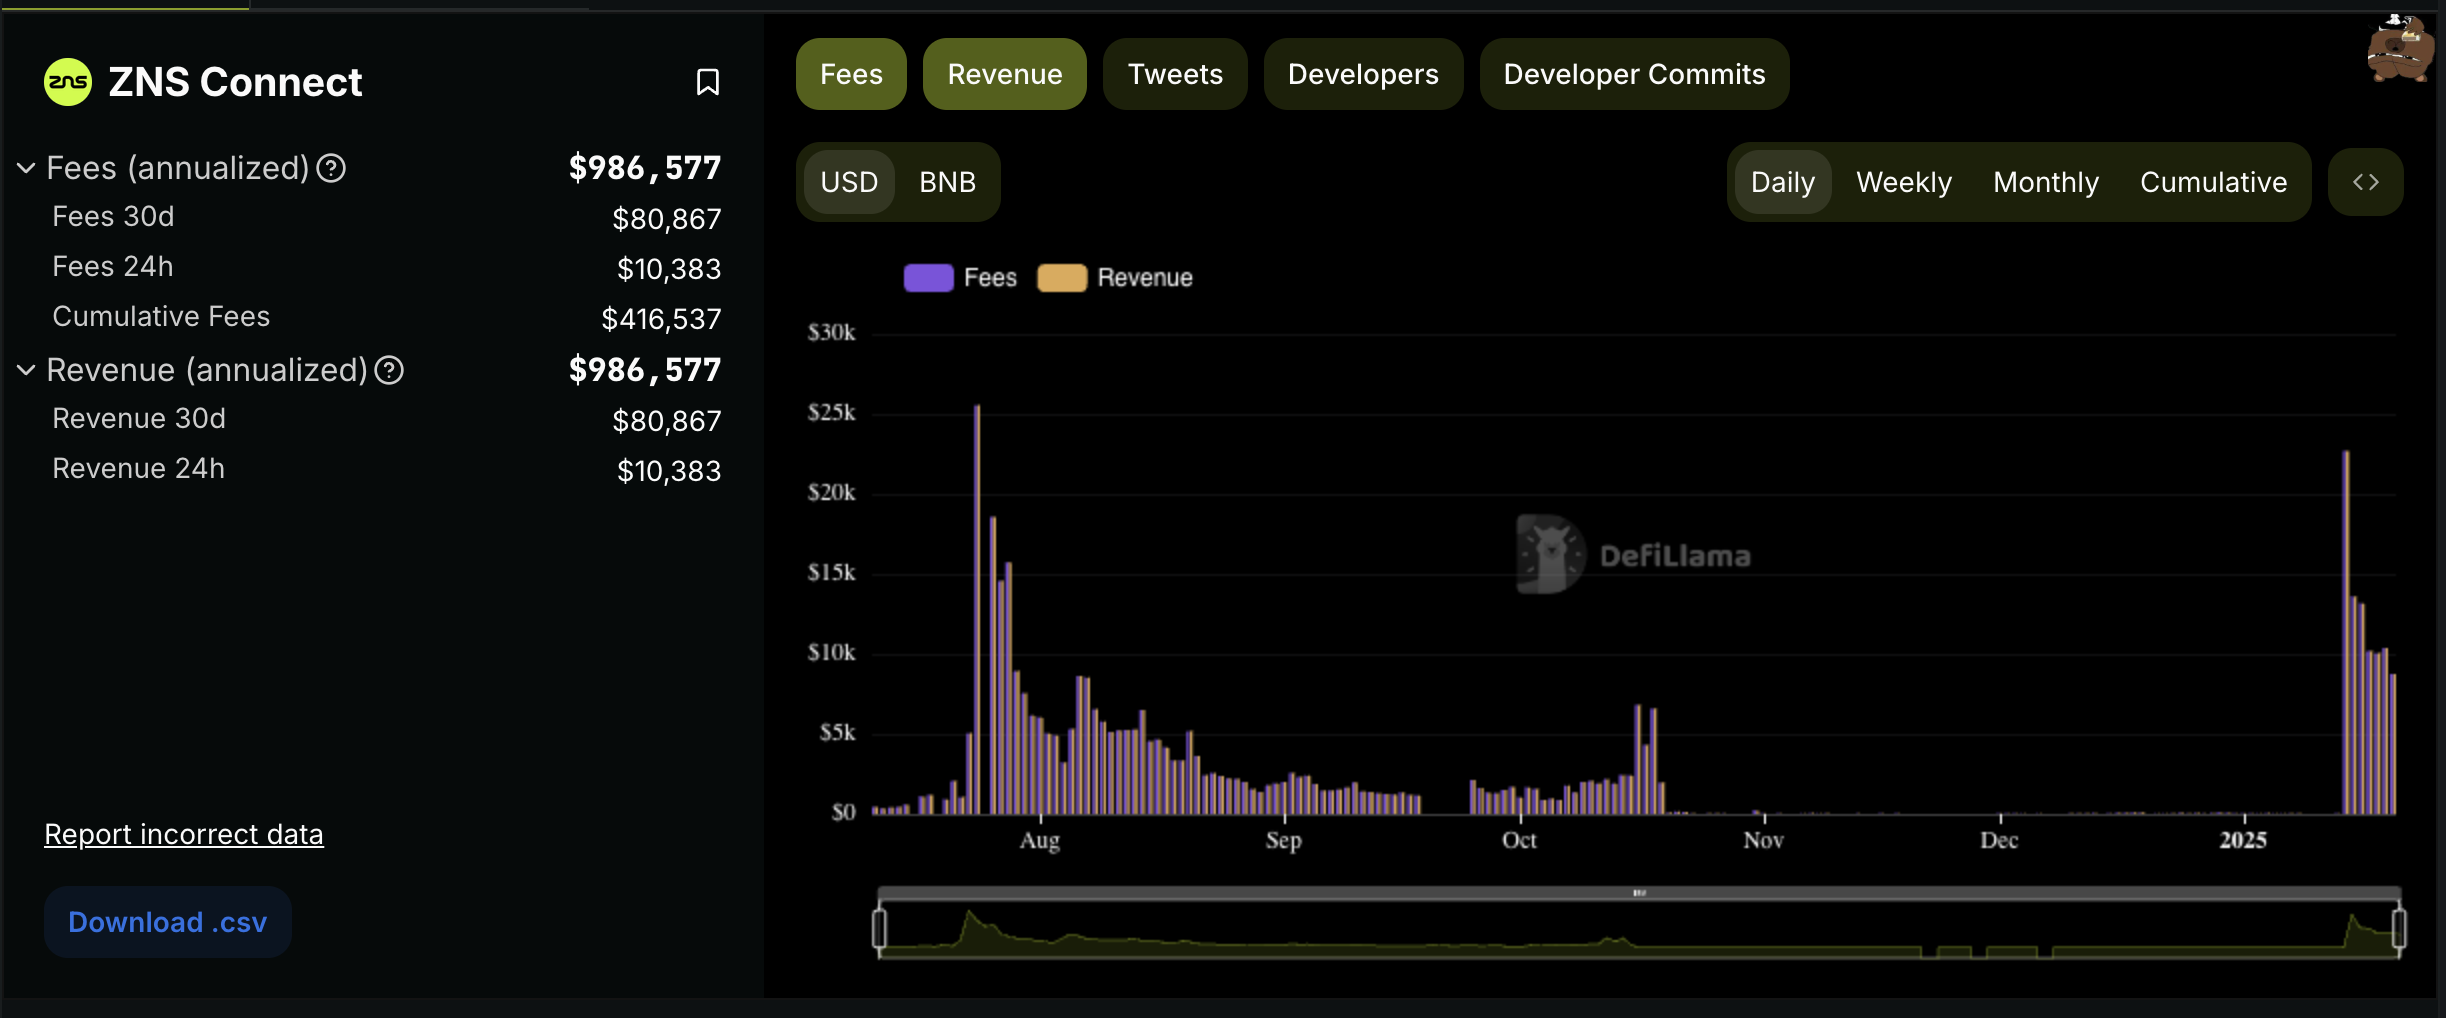 ZNS
ZNS Connect
Fees (annualized) ?
$986,577
Fees 30d
$80,867
Fees 24h
$10,383
Cumulative Fees
$416,537
Revenue (annualized) ?
$986,577
Revenue 30d
$80,867
Revenue 24h
$10,383
Report incorrect data
Download .csv
Fees
Revenue
Tweets
Developers
Developer Commits
USD
BNB
Daily
Weekly
Monthly
Cumulative
<>
Fees
Revenue
$30k
$25k
$20k
$15k
$10k
$5k
$0
DefiLlama
Aug
Sep
Oct
Nov
Dec
2025